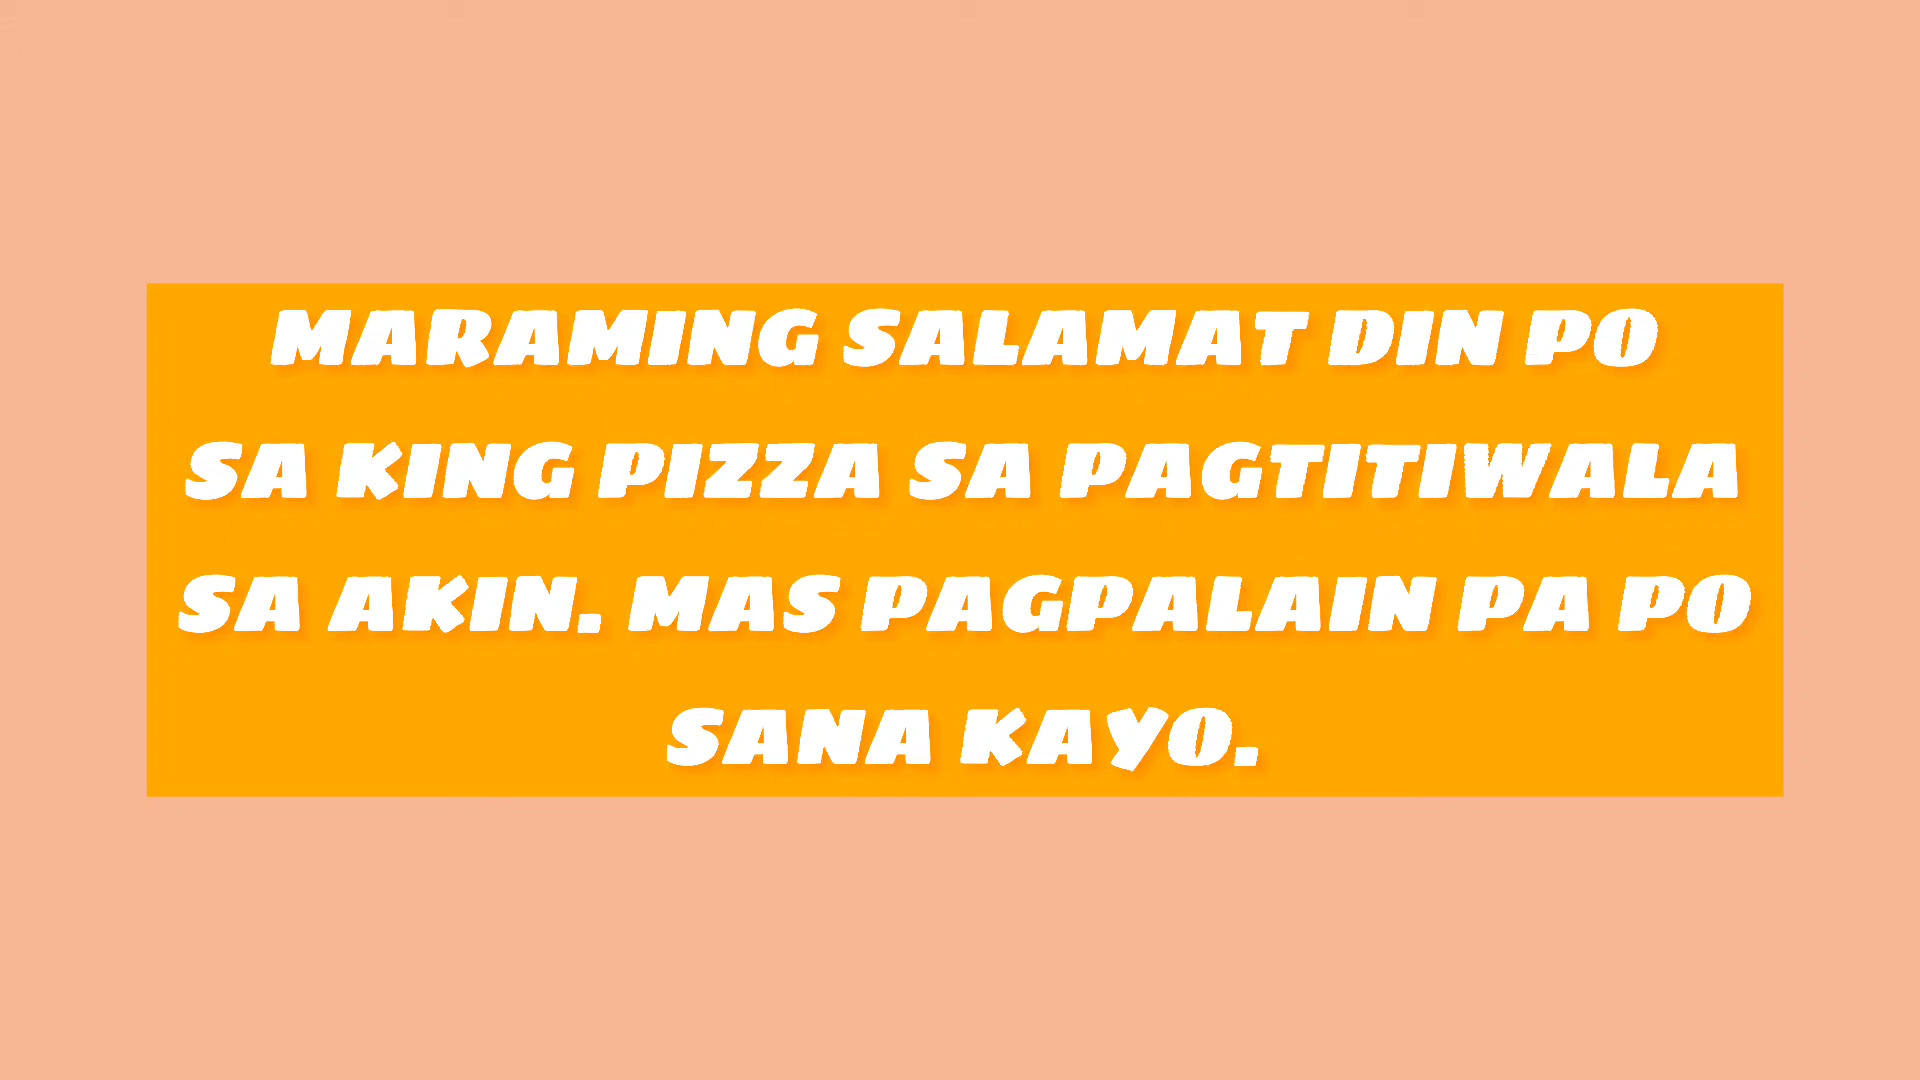 MARAMING SALAMAT DIN PO
SA KING PIZZA SA PAGTITIWALA
SA AKIN. MAS PAGPALAIN PA PO
SANA KAYO.